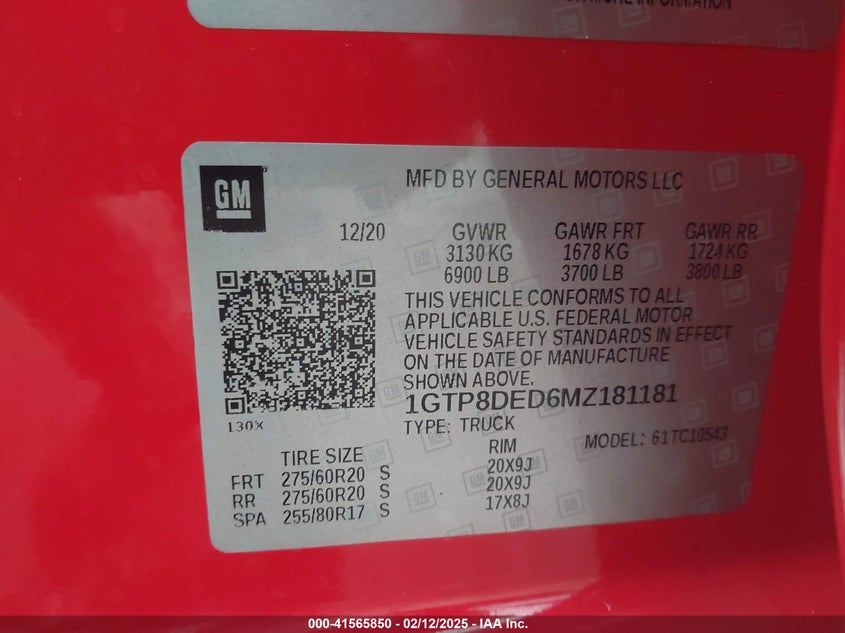 MORE INFORMATION
GM
MFD BY GENERAL MOTORS LLC
12/20 GVWR GAWR FRT GAWR RR
3130 KG 1678 KG 1724 KG
6900 LB 3700 LB 3800 LB
THIS VEHICLE CONFORMS TO ALL
APPLICABLE U.S. FEDERAL MOTOR
VEHICLE SAFETY STANDARDS IN EFFECT
ON THE DATE OF MANUFACTURE
SHOWN ABOVE.
1GTP8DED6MZ181181
130X
TYPE: TRUCK
MODEL: 61TC10543
TIRE SIZE RIM
FRT 275/60R20 S 20X9J
RR 275/60R20 S 20X9J
SPA 255/80R17 S 17X8J
000-41565850 - 02/12/2025 - IAA Inc.